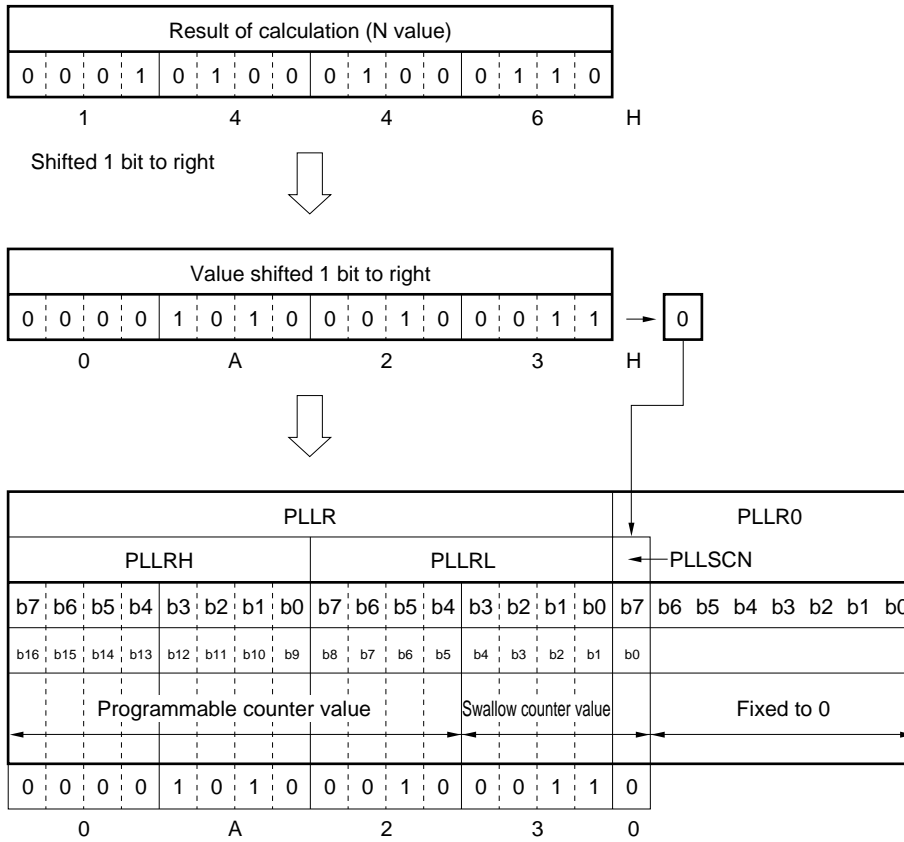 Result of calculation (N value)
0 0 0 1 0 1 0 0 0 1 0 0 0 1 1 0
1 4 4 6 H
Shifted 1 bit to right
Value shifted 1 bit to right
0 0 0 0 1 0 1 0 0 0 1 0 0 0 1 1 0
0 A 2 3 H
PLLR PLLR0
PLLRH PLLRL PLLSCN
b7 b6 b5 b4 b3 b2 b1 b0 b7 b6 b5 b4 b3 b2 b1 b0 b7 b6 b5 b4 b3 b2 b1 b0
b16 b15 b14 b13 b12 b11 b10 b9 b8 b7 b6 b5 b4 b3 b2 b1 b0
Programmable counter value Swallow counter value Fixed to 0
0 0 0 0 1 0 1 0 0 0 1 0 0 0 1 1 0
0 A 2 3 0